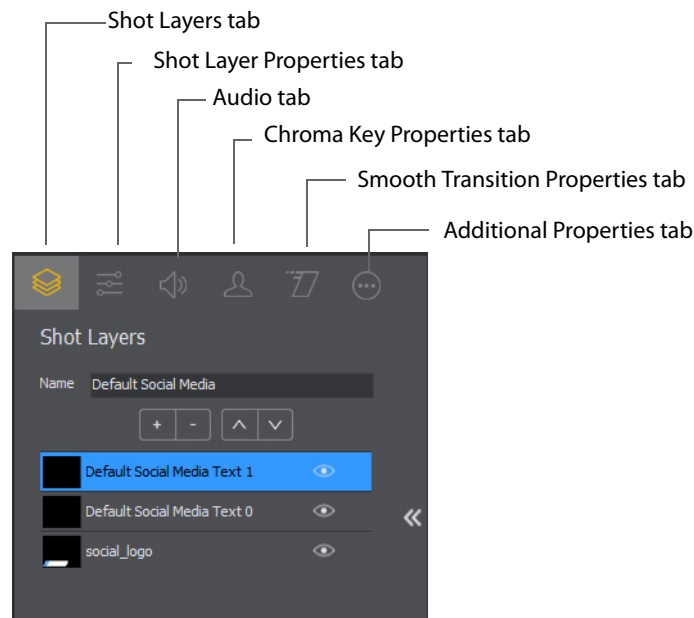 Shot Layers tab
Shot Layer Properties tab
Audio tab
Chroma Key Properties tab
Smooth Transition Properties tab
Additional Properties tab
Shot Layers
Name Default Social Media
+ -
Default Social Media Text 1
Default Social Media Text 0
social_logo